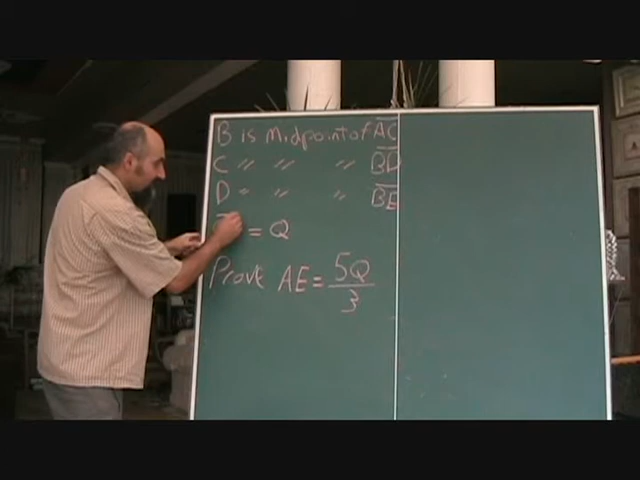 B is Midpoint of AC
C " " " BD
D " " " BE
= Q
Prove AE = 5Q/3